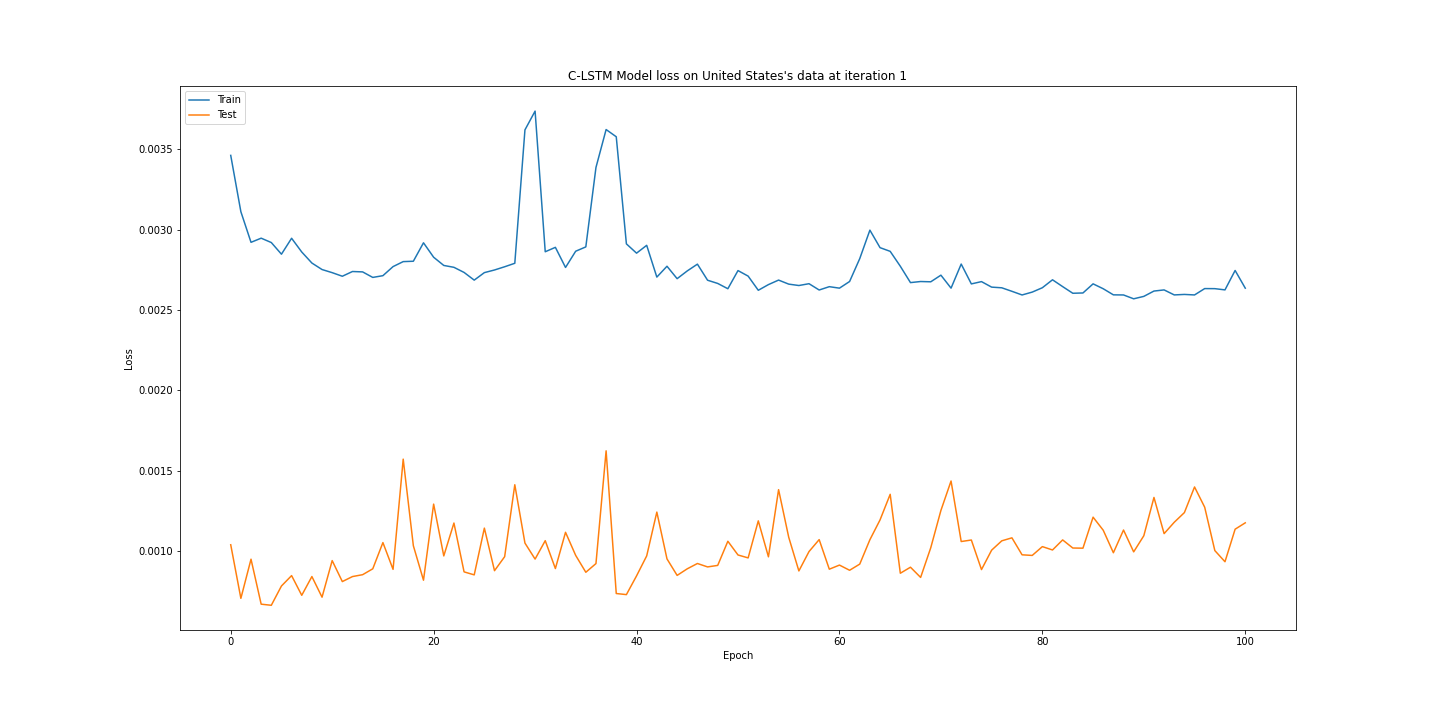 C-LSTM Model loss on United States's data at iteration 1
Train
Test
0.0035
0.0030
0.0025
0.0020
0.0015
0.0010
Loss
0 20 40 60 80 100
Epoch